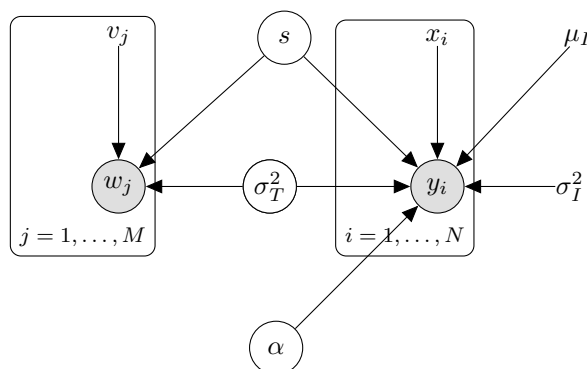 v_j
s
x_i
μ_I
w_j
σ_T^2
y_i
σ_I^2
j = 1, . . . , M
i = 1, . . . , N
α